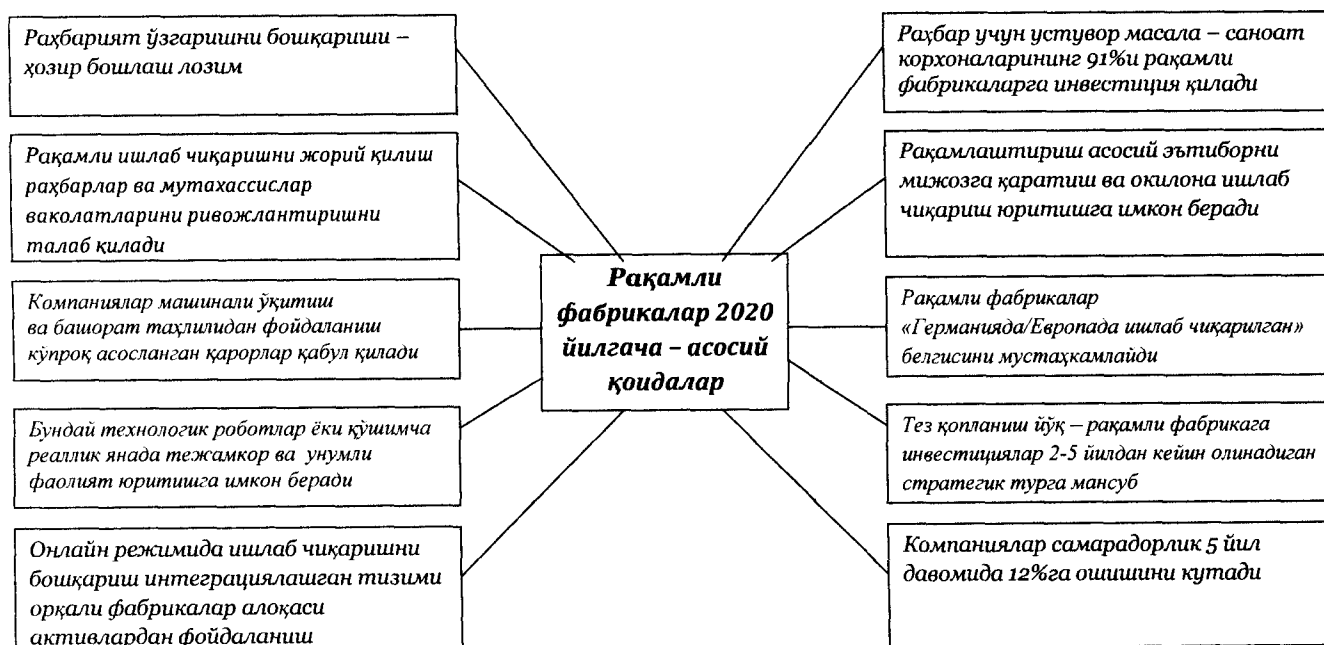 Раҳбарият ўзгаришни бошқариши –
ҳозир бошлаш лозим
Рақамли ишлаб чиқаришни жорий қилиш
раҳбарлар ва мутахассислар
ваколатларини ривожлантиришни
талаб қилади
Компаниялар машинали ўқитиш
ва башорат таҳлилидан фойдаланиш
кўпроқ асосланган қарорлар қабул қилади
Бундай технологик роботлар ёки қўшимча
реаллик янада тежамкор ва унумли
фаолият юритишга имкон беради
Онлайн режимида ишлаб чиқаришни
бошқариш интеграциялашган тизими
орқали фабрикалар алоқаси
активлардан фойдаланиш
Рақамли
фабрикалар 2020
йилгача – асосий
қоидалар
Раҳбар учун устувор масала – саноат
корхоналарининг 91%и рақамли
фабрикаларга инвестиция қилади
Рақамлаштириш асосий эътиборни
мижозга қаратиш ва окилона ишлаб
чиқариш юритишга имкон беради
Рақамли фабрикалар
«Германияда/Европада ишлаб чиқарилган»
белгисини мустаҳкамлайди
Тез қопланиш йўқ – рақамли фабрикага
инвестициялар 2-5 йилдан кейин олинадиган
стратегик турга мансуб
Компаниялар самарадорлик 5 йил
давомида 12%га ошишини кутади